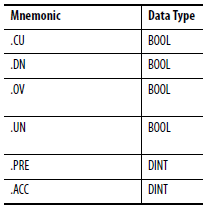 Mnemonic Data Type
.CU BOOL
.DN BOOL
.OV BOOL
.UN BOOL
.PRE DINT
.ACC DINT